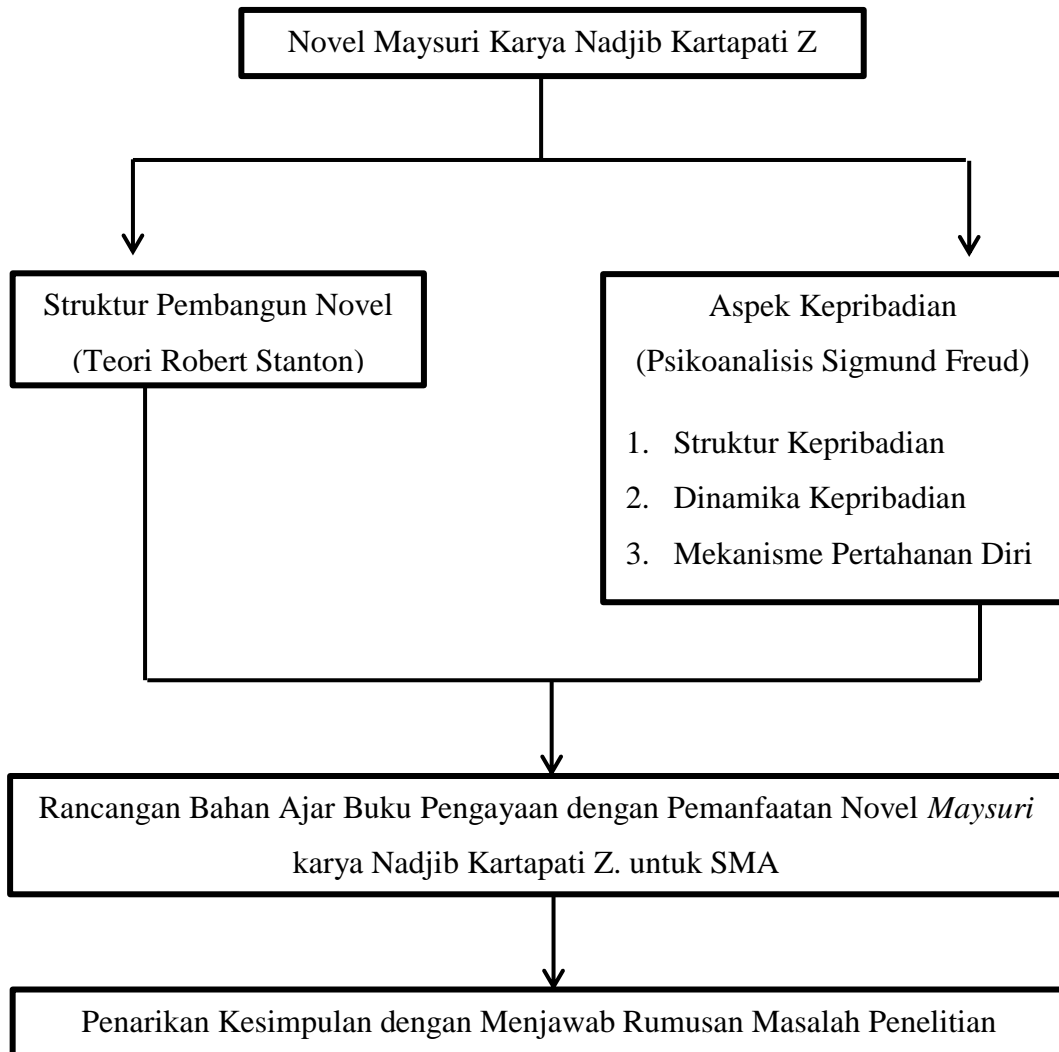 Novel Maysuri Karya Nadjib Kartapati Z
Struktur Pembangun Novel
(Teori Robert Stanton)
Aspek Kepribadian
(Psikoanalisis Sigmund Freud)
1. Struktur Kepribadian
2. Dinamika Kepribadian
3. Mekanisme Pertahanan Diri
Rancangan Bahan Ajar Buku Pengayaan dengan Pemanfaatan Novel Maysuri
karya Nadjib Kartapati Z. untuk SMA
Penarikan Kesimpulan dengan Menjawab Rumusan Masalah Penelitian